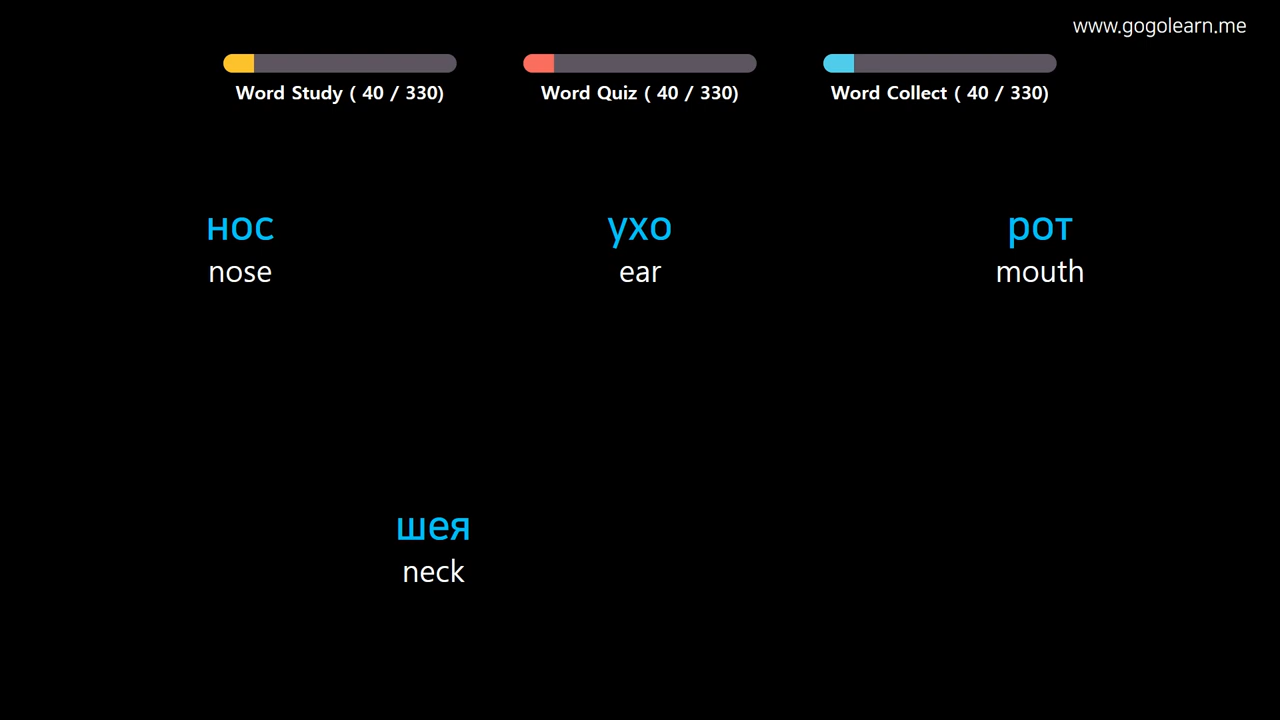 www.gogolearn.me
Word Study ( 40 / 330)
Word Quiz ( 40 / 330)
Word Collect ( 40 / 330)
нос
nose
ухо
ear
рот
mouth
шея
neck